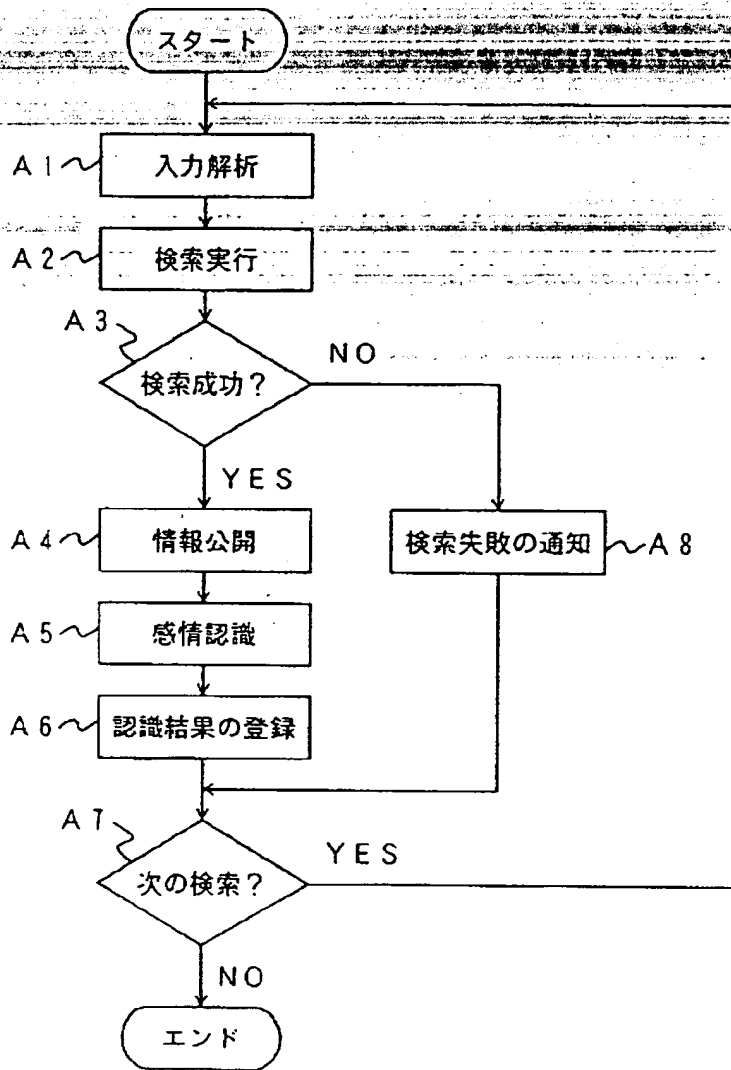 スタート
A1
入力解析
A2
検索実行
A3
検索成功?
NO
YES
A4
情報公開
検索失敗の通知
A8
A5
感情認識
A6
認識結果の登録
A7
次の検索?
YES
NO
エンド